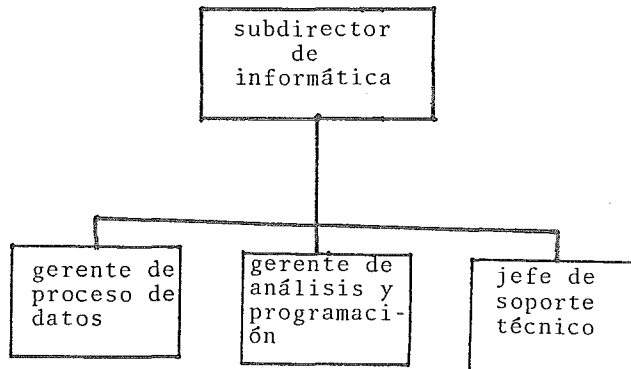 subdirector
de
informática
gerente de
proceso de
datos
gerente de
análisis y
programaci-
ón
jefe de
soporte
técnico